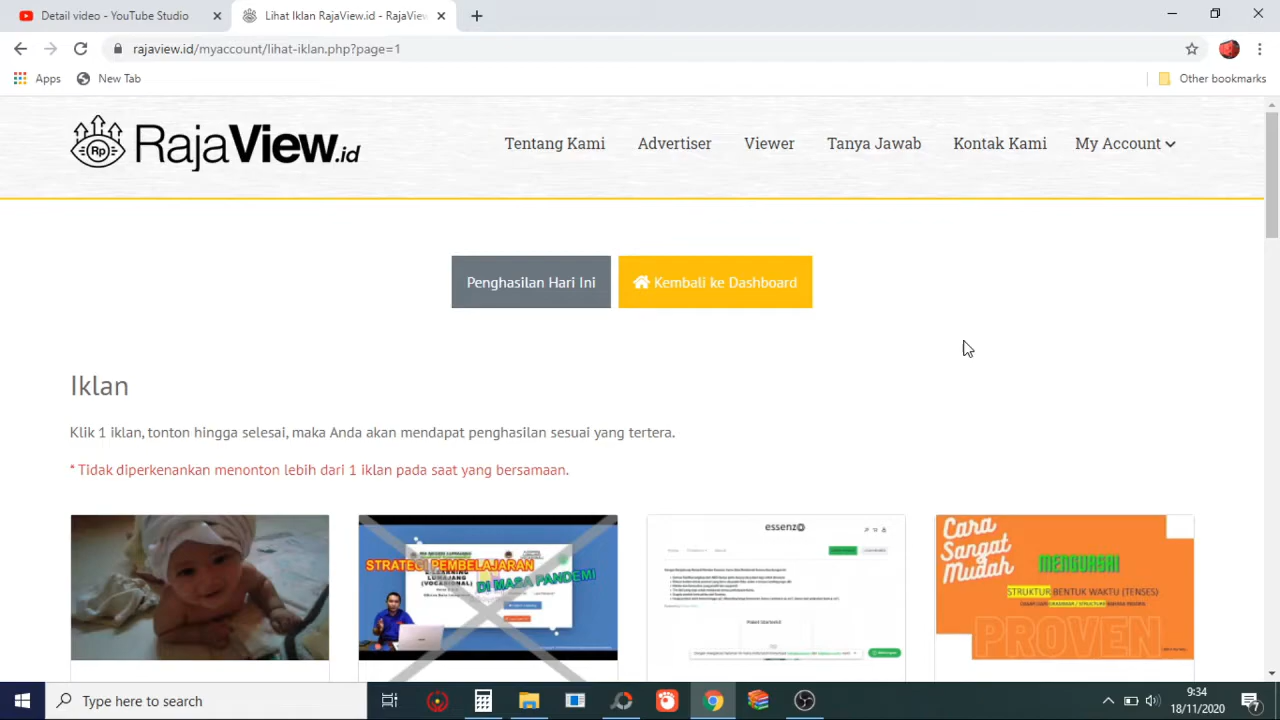 Detail video - YouTube Studio
Lihat Iklan RajaView.id - RajaView
rajaview.id/myaccount/lihat-iklan.php?page=1
Apps
New Tab
Other bookmarks
Rp
RajaView.id
Tentang Kami
Advertiser
Viewer
Tanya Jawab
Kontak Kami
My Account
Penghasilan Hari Ini
Kembali ke Dashboard
Iklan
Klik 1 iklan, tonton hingga selesai, maka Anda akan mendapat penghasilan sesuai yang tertera.
* Tidak diperkenankan menonton lebih dari 1 iklan pada saat yang bersamaan.
STRATEGI PEMBELAJARAN
PANDEMI
essenzo
Cara
Sangat
Mudah
MENGUASAI
STRUKTUR BENTUK WAKTU (TENSES)
PROVEN
Type here to search
9:34
18/11/2020
7